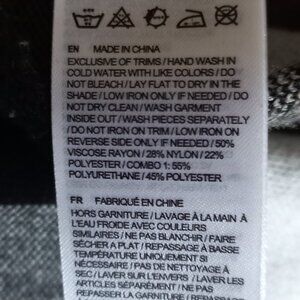 EN MADE IN CHINA
EXCLUSIVE OF TRIMS / HAND WASH IN
COLD WATER WITH LIKE COLORS / DO
NOT BLEACH / LAY FLAT TO DRY IN THE
SHADE / LOW IRON ONLY IF NEEDED / DO
NOT DRY CLEAN / WASH GARMENT
INSIDE OUT / WASH PIECES SEPARATELY
/ DO NOT IRON ON TRIM / LOW IRON ON
REVERSE SIDE ONLY IF NEEDED / 50%
VISCOSE RAYON / 28% NYLON / 22%
POLYESTER / COMBO 1: 55%
POLYURETHANE / 45% POLYESTER
FR FABRIQUÉ EN CHINE
HORS GARNITURE / LAVAGE À LA MAIN À
L'EAU FROIDE AVEC COULEURS
SIMILAIRES / NE PAS BLANCHIR / FAIRE
SÉCHER À PLAT / REPASSAGE À BASSE
TEMPÉRATURE UNIQUEMENT SI
NÉCESSAIRE / PAS DE NETTOYAGE À
SEC / LAVER SUR L'ENVERS / LAVER LES
ARTICLES SÉPARÉMENT / NE PAS
REPASSER LA GARNITURE / REPASSAGE